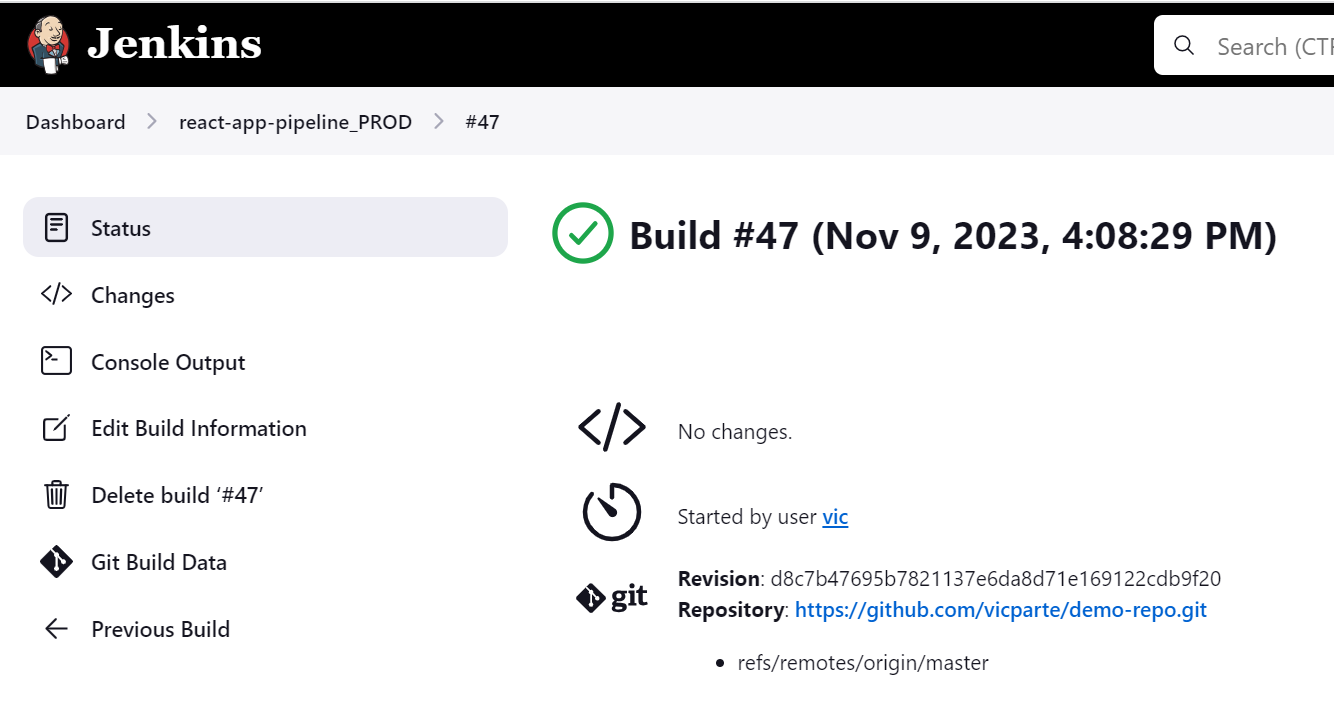 Jenkins
Search (CTR
Dashboard
react-app-pipeline_PROD
#47
Status
Changes
Console Output
Edit Build Information
Delete build ‘#47’
Git Build Data
Previous Build
Build #47 (Nov 9, 2023, 4:08:29 PM)
No changes.
Started by user vic
git
Revision: d8c7b47695b7821137e6da8d71e169122cdb9f20
Repository: https://github.com/vicparte/demo-repo.git
refs/remotes/origin/master